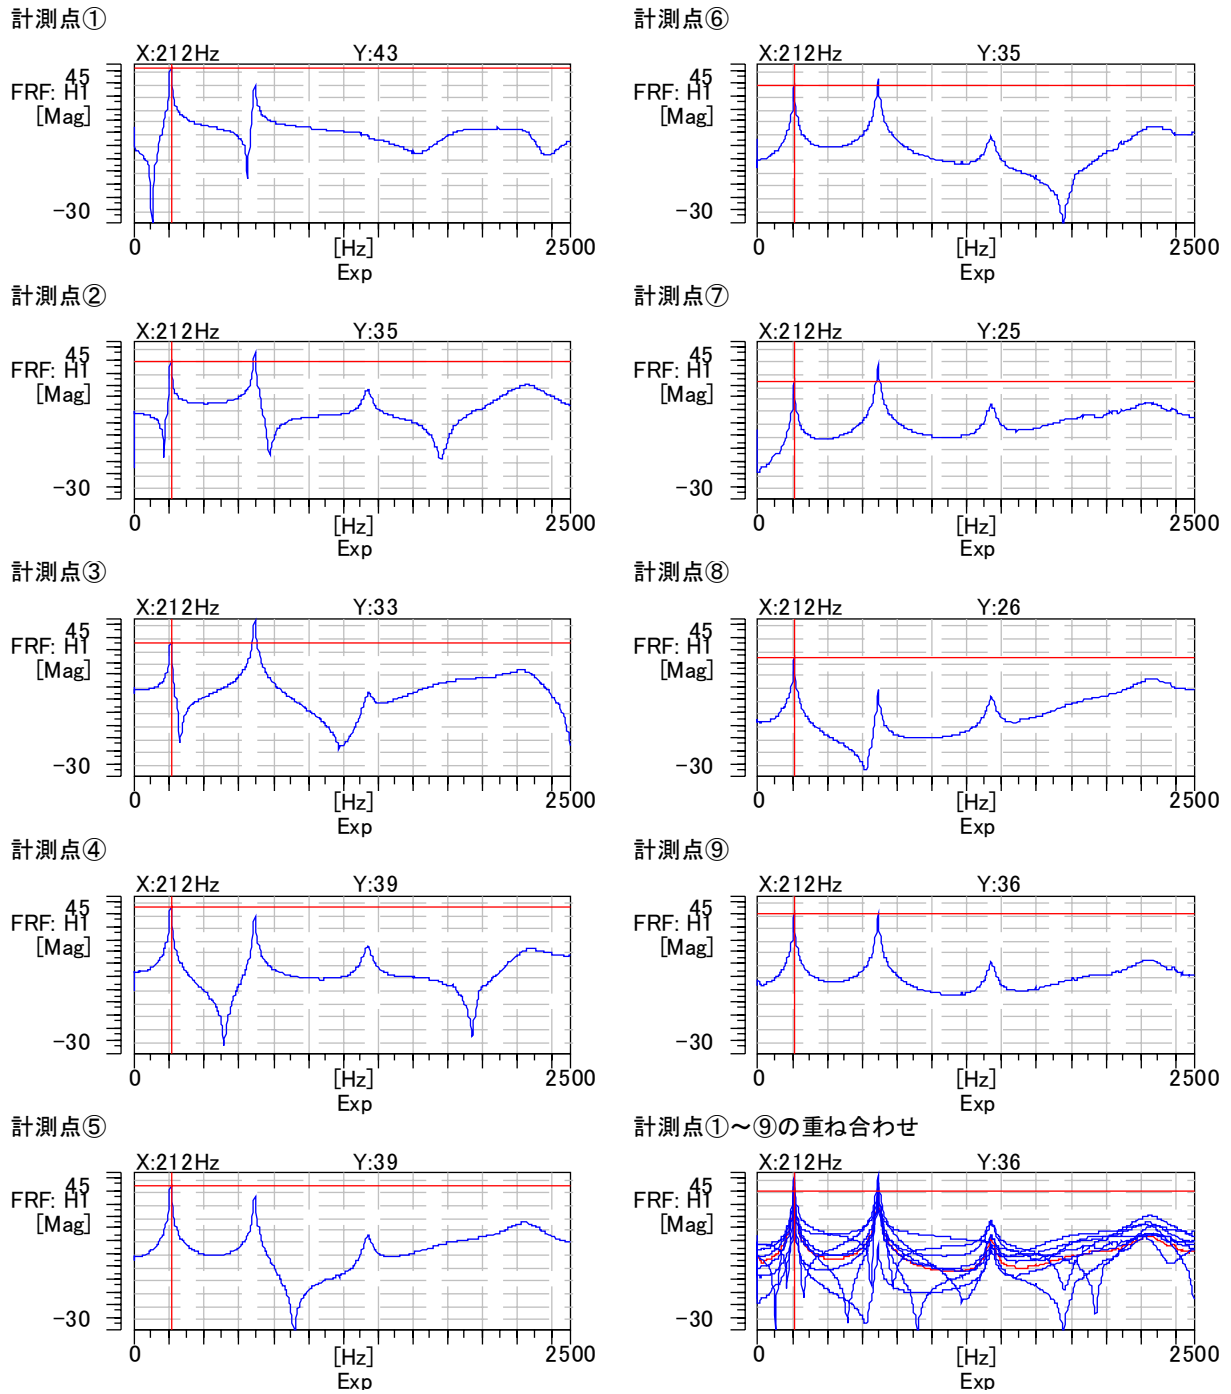 計測点①
X:212Hz Y:43
45
FRF: H1
[Mag]
-30
0 [Hz] 2500
Exp
計測点②
X:212Hz Y:35
45
FRF: H1
[Mag]
-30
0 [Hz] 2500
Exp
計測点③
X:212Hz Y:33
45
FRF: H1
[Mag]
-30
0 [Hz] 2500
Exp
計測点④
X:212Hz Y:39
45
FRF: H1
[Mag]
-30
0 [Hz] 2500
Exp
計測点⑤
X:212Hz Y:39
45
FRF: H1
[Mag]
-30
0 [Hz] 2500
Exp
計測点⑥
X:212Hz Y:35
45
FRF: H1
[Mag]
-30
0 [Hz] 2500
Exp
計測点⑦
X:212Hz Y:25
45
FRF: H1
[Mag]
-30
0 [Hz] 2500
Exp
計測点⑧
X:212Hz Y:26
45
FRF: H1
[Mag]
-30
0 [Hz] 2500
Exp
計測点⑨
X:212Hz Y:36
45
FRF: H1
[Mag]
-30
0 [Hz] 2500
Exp
計測点①～⑨の重ね合わせ
X:212Hz Y:36
45
FRF: H1
[Mag]
-30
0 [Hz] 2500
Exp